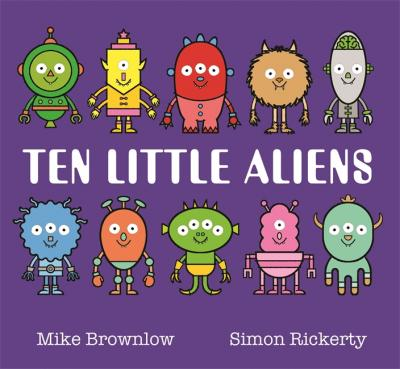 TEN LITTLE ALIENS
Mike Brownlow Simon Rickerty